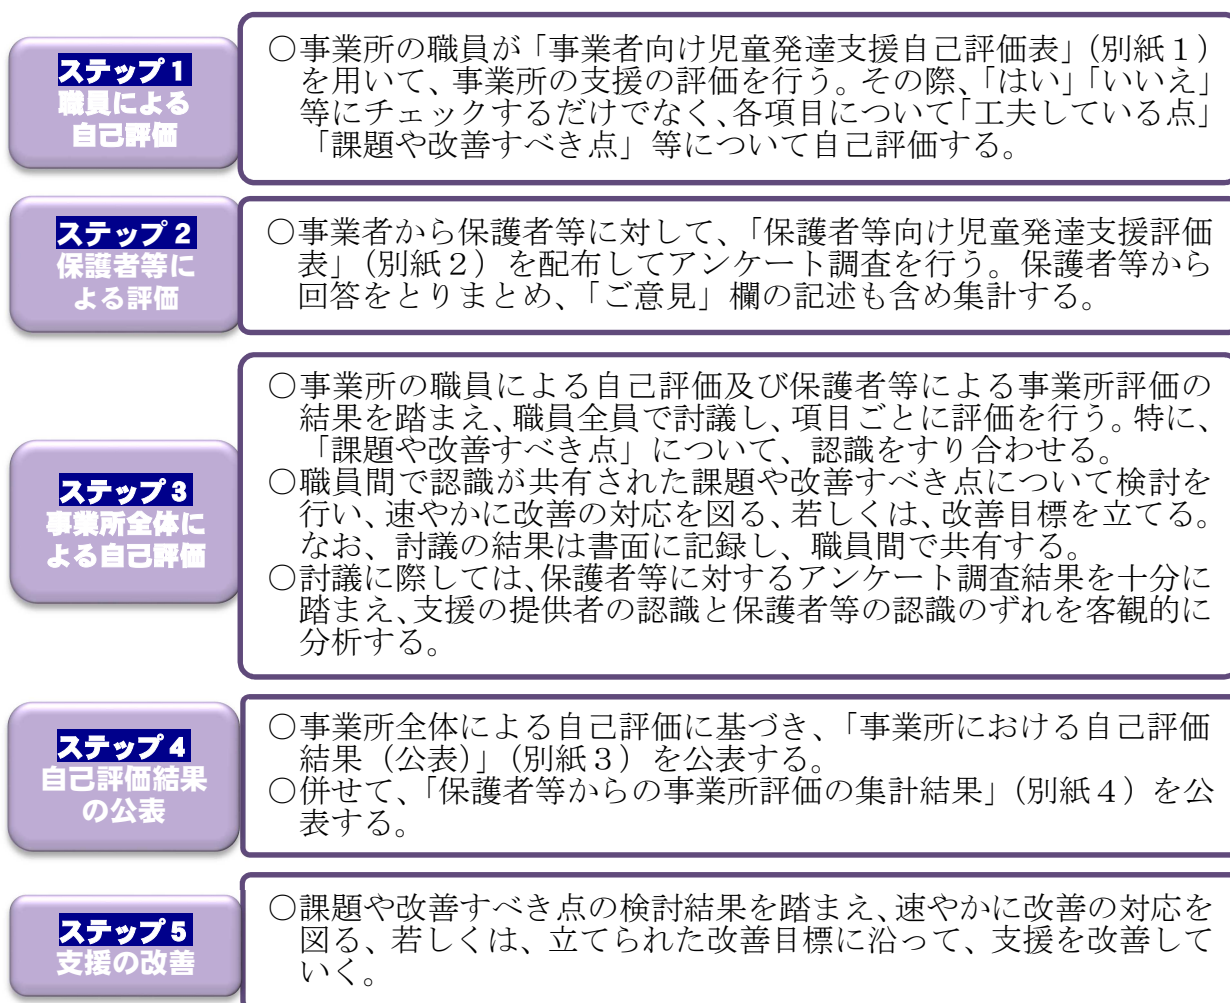 ステップ1
職員による
自己評価
○事業所の職員が「事業者向け児童発達支援自己評価表」(別紙1)
を用いて、事業所の支援の評価を行う。その際、「はい」「いいえ」
等にチェックするだけでなく、各項目について「工夫している点」
「課題や改善すべき点」等について自己評価する。
ステップ2
保護者等に
よる評価
○事業者から保護者等に対して、「保護者等向け児童発達支援評価
表」(別紙2)を配布してアンケート調査を行う。保護者等から
回答をとりまとめ、「ご意見」欄の記述も含め集計する。
ステップ3
事業所全体に
よる自己評価
○事業所の職員による自己評価及び保護者等による事業所評価の
結果を踏まえ、職員全員で討議し、項目ごとに評価を行う。特に、
「課題や改善すべき点」について、認識をすり合わせる。
○職員間で認識が共有された課題や改善すべき点について検討を
行い、速やかに改善の対応を図る、若しくは、改善目標を立てる。
なお、討議の結果は書面に記録し、職員間で共有する。
○討議に際しては、保護者等に対するアンケート調査結果を十分に
踏まえ、支援の提供者の認識と保護者等の認識のずれを客観的に
分析する。
ステップ4
自己評価結果
の公表
○事業所全体による自己評価に基づき、「事業所における自己評価
結果(公表)」(別紙3)を公表する。
○併せて、「保護者等からの事業所評価の集計結果」(別紙4)を公
表する。
ステップ5
支援の改善
○課題や改善すべき点の検討結果を踏まえ、速やかに改善の対応を
図る、若しくは、立てられた改善目標に沿って、支援を改善して
いく。